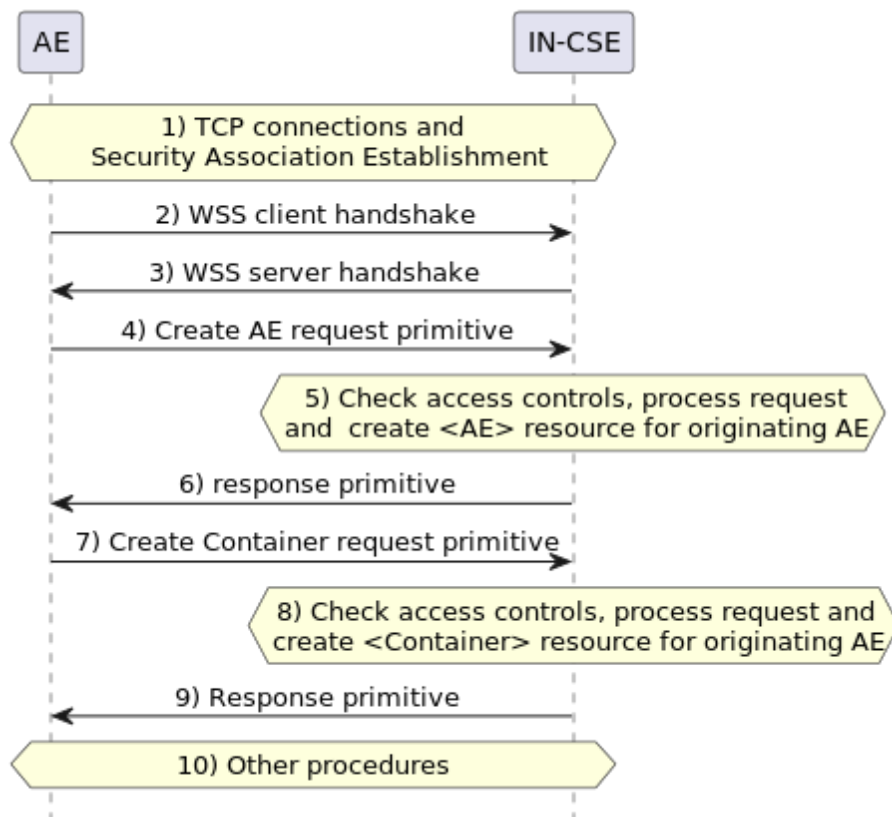 AE
IN-CSE
1) TCP connections and
Security Association Establishment
2) WSS client handshake
3) WSS server handshake
4) Create AE request primitive
5) Check access controls, process request
and  create <AE> resource for originating AE
6) response primitive
7) Create Container request primitive
8) Check access controls, process request and
create <Container> resource for originating AE
9) Response primitive
10) Other procedures